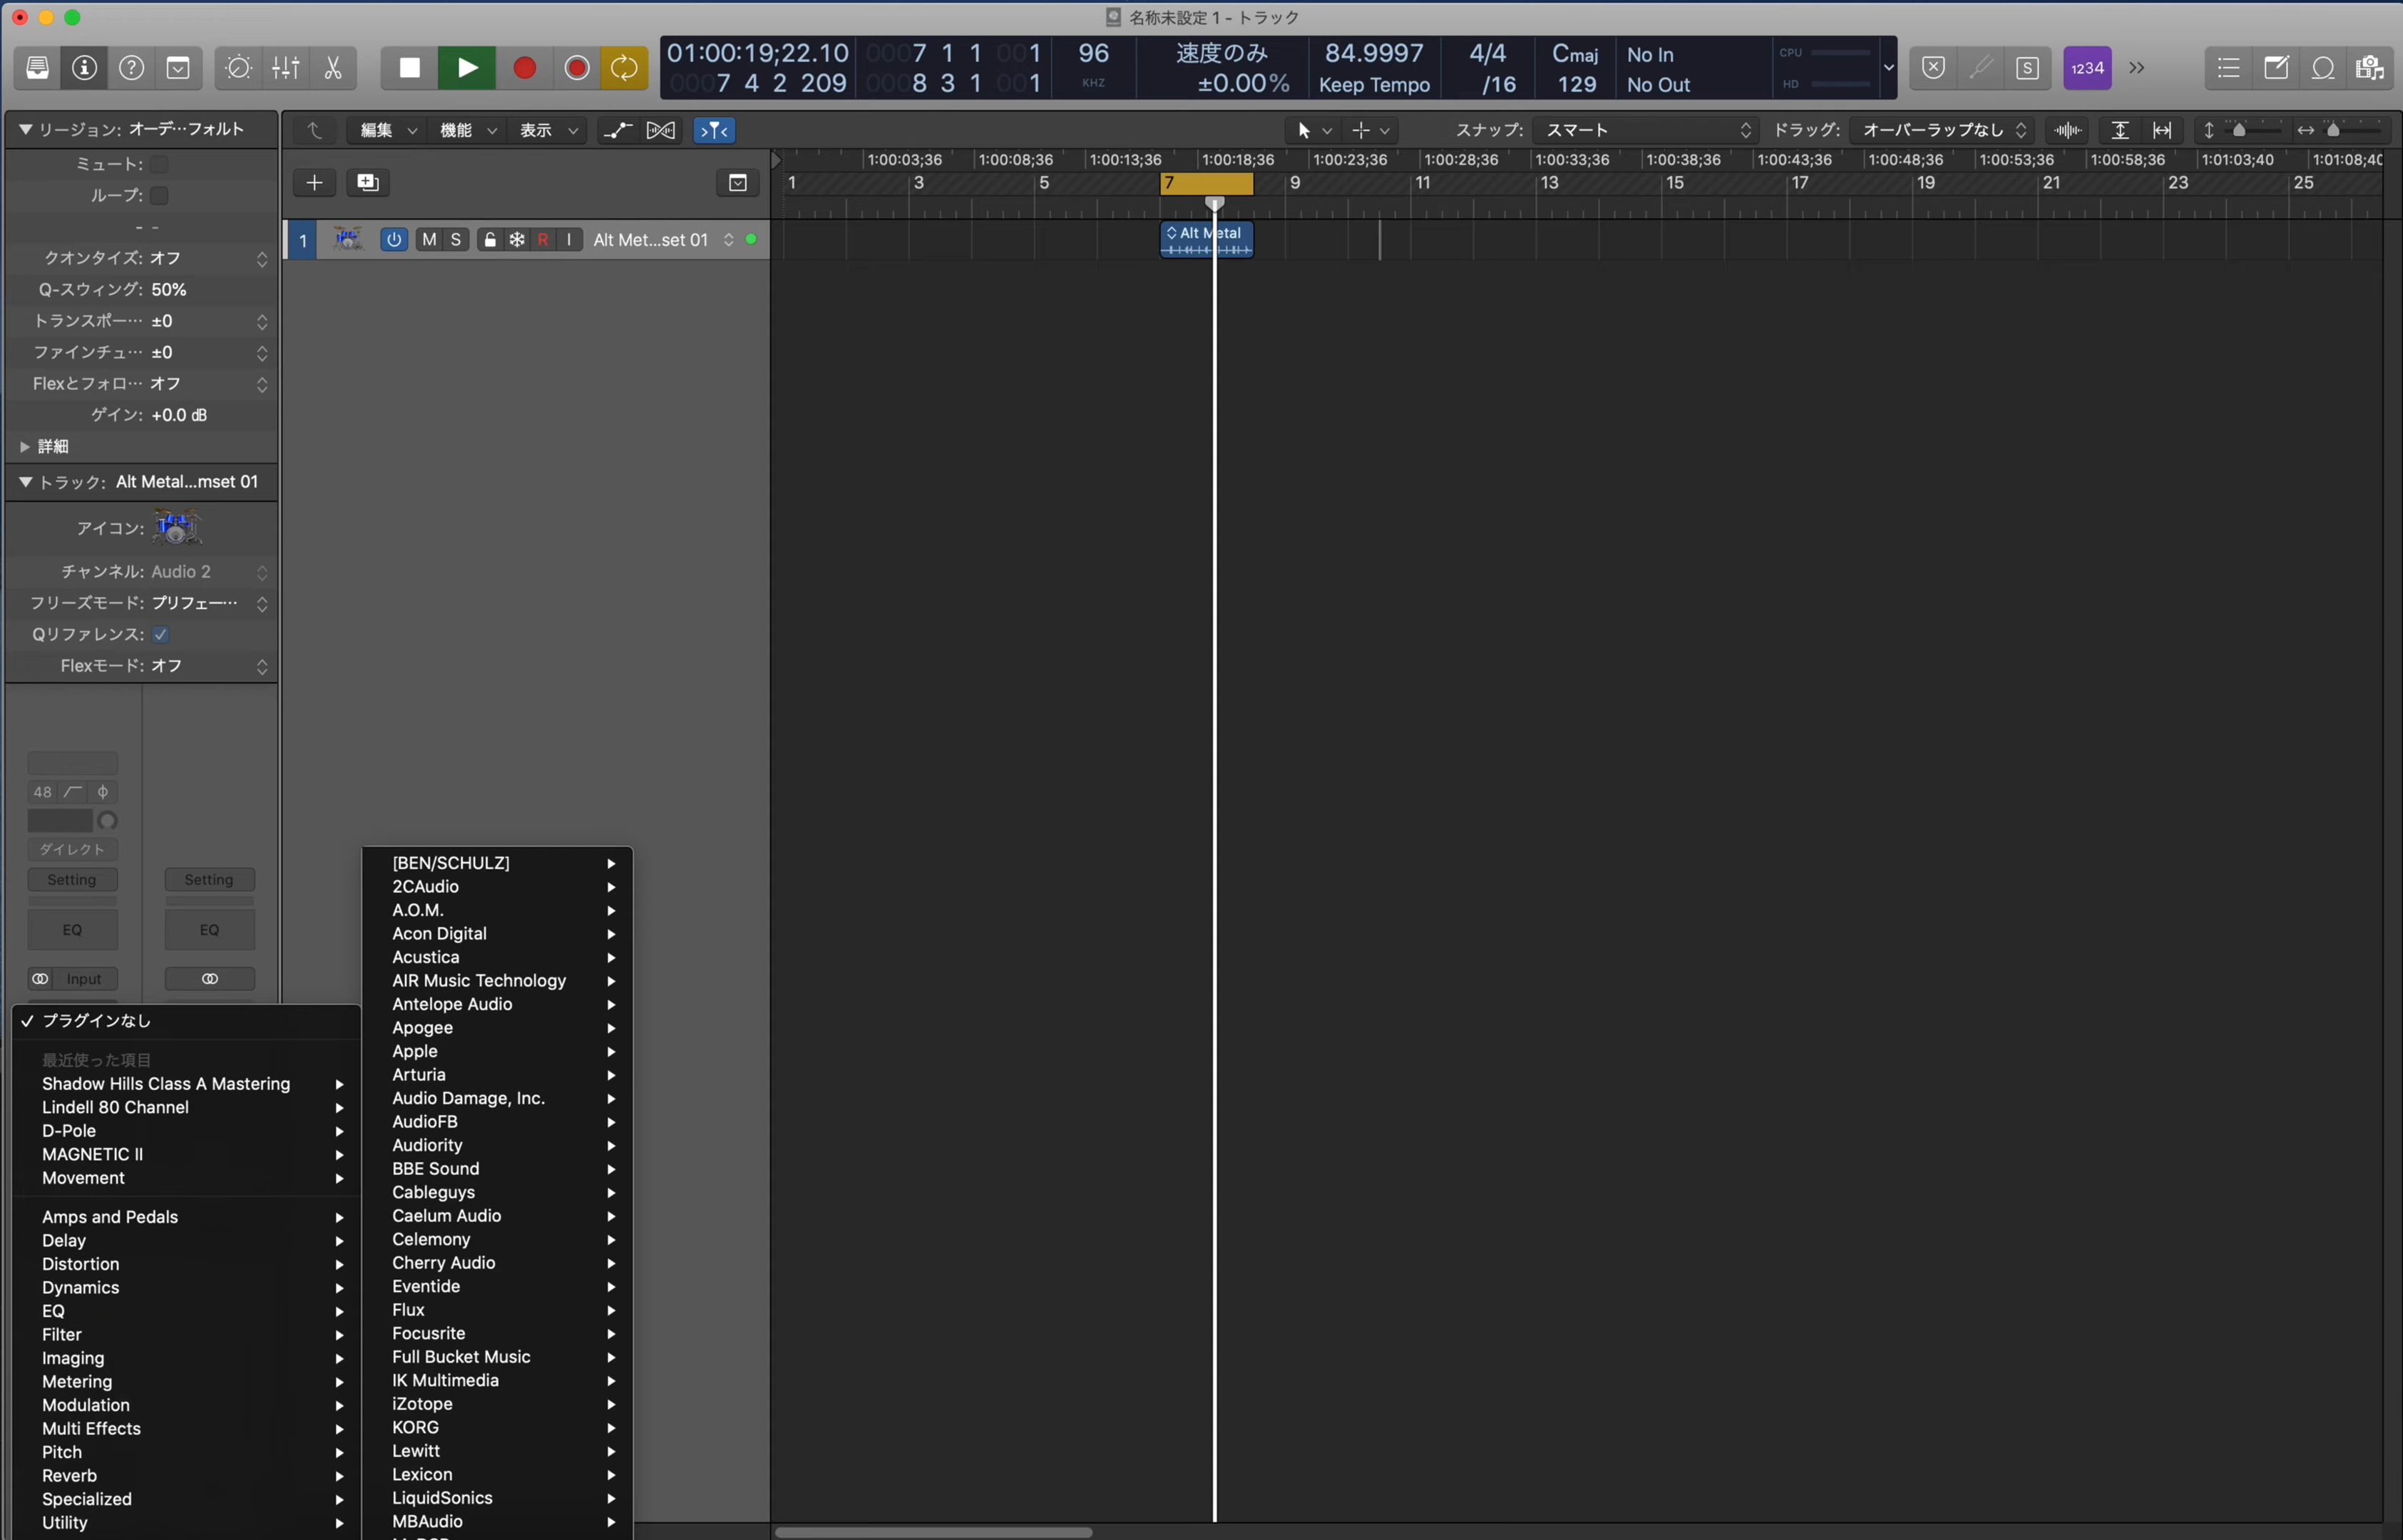 名称未設定 1 - トラック
01:00:19;22.10
0007 4 2 209
0007 1 1 001
0008 3 1 001
96
KHZ
速度のみ
±0.00%
84.9997
Keep Tempo
4/4
/16
Cmaj
129
No In
No Out
CPU
HD
S
1234
リージョン: オーデ…フォルト
ミュート:
ループ:
- -
クオンタイズ: オフ
Q-スウィング: 50%
トランスポー… ±0
ファインチュ… ±0
Flexとフォロ… オフ
ゲイン: +0.0 dB
詳細
トラック: Alt Metal...mset 01
アイコン:
チャンネル: Audio 2
フリーズモード: プリフェー…
Qリファレンス:
Flexモード: オフ
48
ダイレクト
Setting
Setting
EQ
EQ
Input
編集
機能
表示
スナップ: スマート
ドラッグ: オーバーラップなし
1:00:03;36
1:00:08;36
1:00:13;36
1:00:18;36
1:00:23;36
1:00:28;36
1:00:33;36
1:00:38;36
1:00:43;36
1:00:48;36
1:00:53;36
1:00:58;36
1:01:03;40
1:01:08;40
1 3 5 7 9 11 13 15 17 19 21 23 25
1 M S R I Alt Met...set 01
Alt Metal
プラグインなし
最近使った項目
Shadow Hills Class A Mastering
Lindell 80 Channel
D-Pole
MAGNETIC II
Movement
Amps and Pedals
Delay
Distortion
Dynamics
EQ
Filter
Imaging
Metering
Modulation
Multi Effects
Pitch
Reverb
Specialized
Utility
[BEN/SCHULZ]
2CAudio
A.O.M.
Acon Digital
Acustica
AIR Music Technology
Antelope Audio
Apogee
Apple
Arturia
Audio Damage, Inc.
AudioFB
Audiority
BBE Sound
Cableguys
Caelum Audio
Celemony
Cherry Audio
Eventide
Flux
Focusrite
Full Bucket Music
IK Multimedia
iZotope
KORG
Lewitt
Lexicon
LiquidSonics
MBAudio